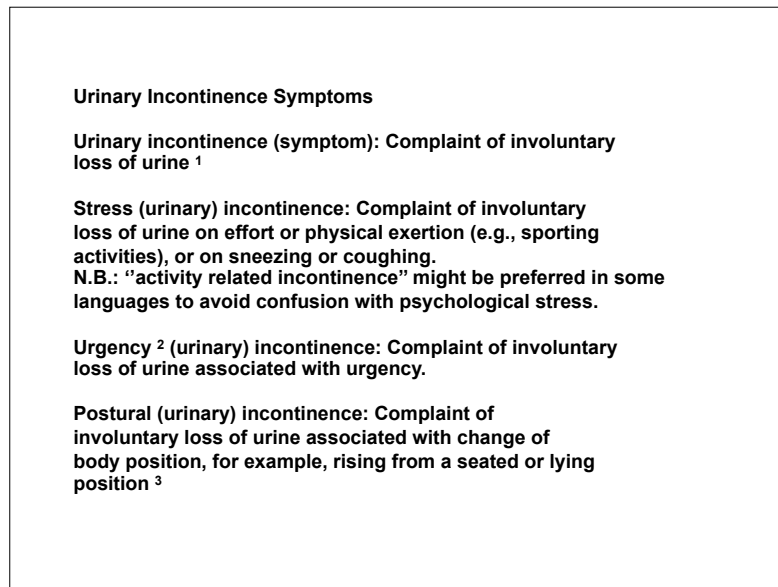 Urinary Incontinence Symptoms
Urinary incontinence (symptom): Complaint of involuntary
loss of urine 1
Stress (urinary) incontinence: Complaint of involuntary
loss of urine on effort or physical exertion (e.g., sporting
activities), or on sneezing or coughing.
N.B.: ‘‘activity related incontinence’’ might be preferred in some
languages to avoid confusion with psychological stress.
Urgency 2 (urinary) incontinence: Complaint of involuntary
loss of urine associated with urgency.
Postural (urinary) incontinence: Complaint of
involuntary loss of urine associated with change of
body position, for example, rising from a seated or lying
position 3